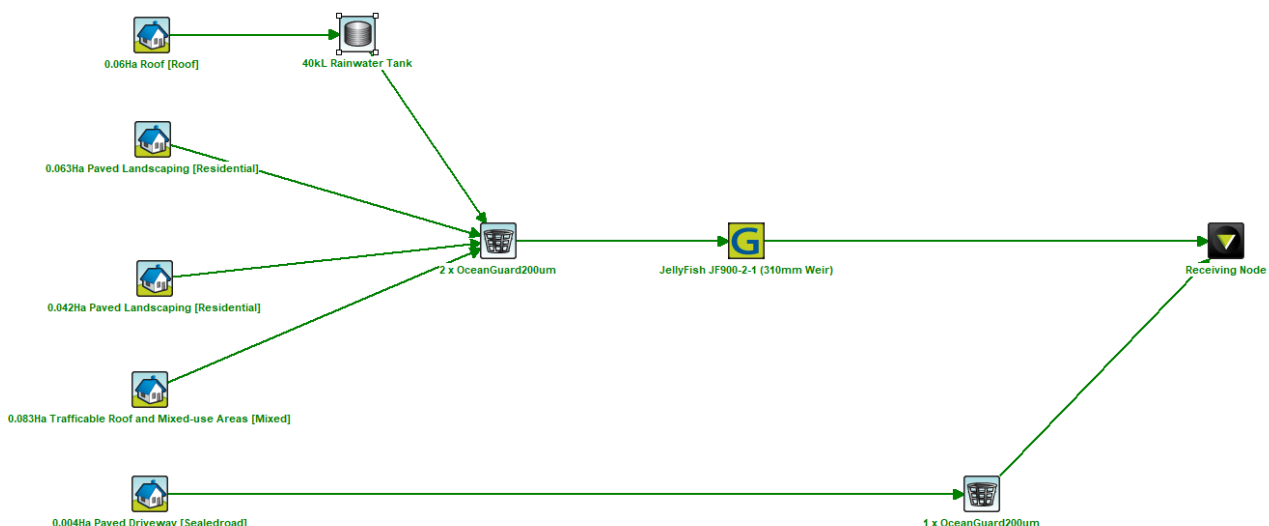 0.06Ha Roof [Roof]
40kL Rainwater Tank
0.063Ha Paved Landscaping [Residential]
2 x OceanGuard200um
G
JellyFish JF900-2-1 (310mm Weir)
Receiving Node
0.042Ha Paved Landscaping [Residential]
0.083Ha Trafficable Roof and Mixed-use Areas [Mixed]
0.004Ha Paved Driveway [Sealedroad]
1 x OceanGuard200um